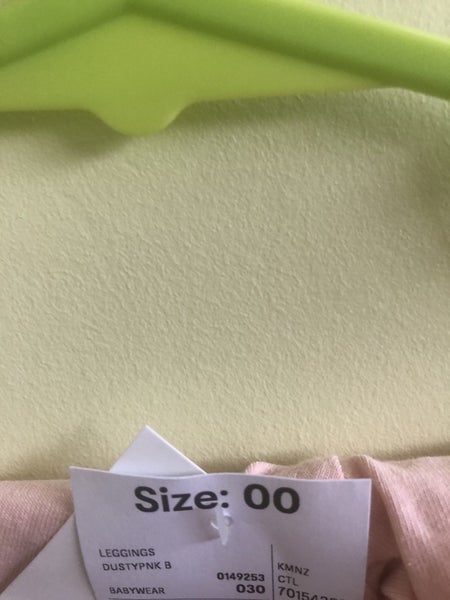 Size: 00
LEGGINGS
DUSTYPNK B
0149253
BABYWEAR 030
KMNZ
CTL